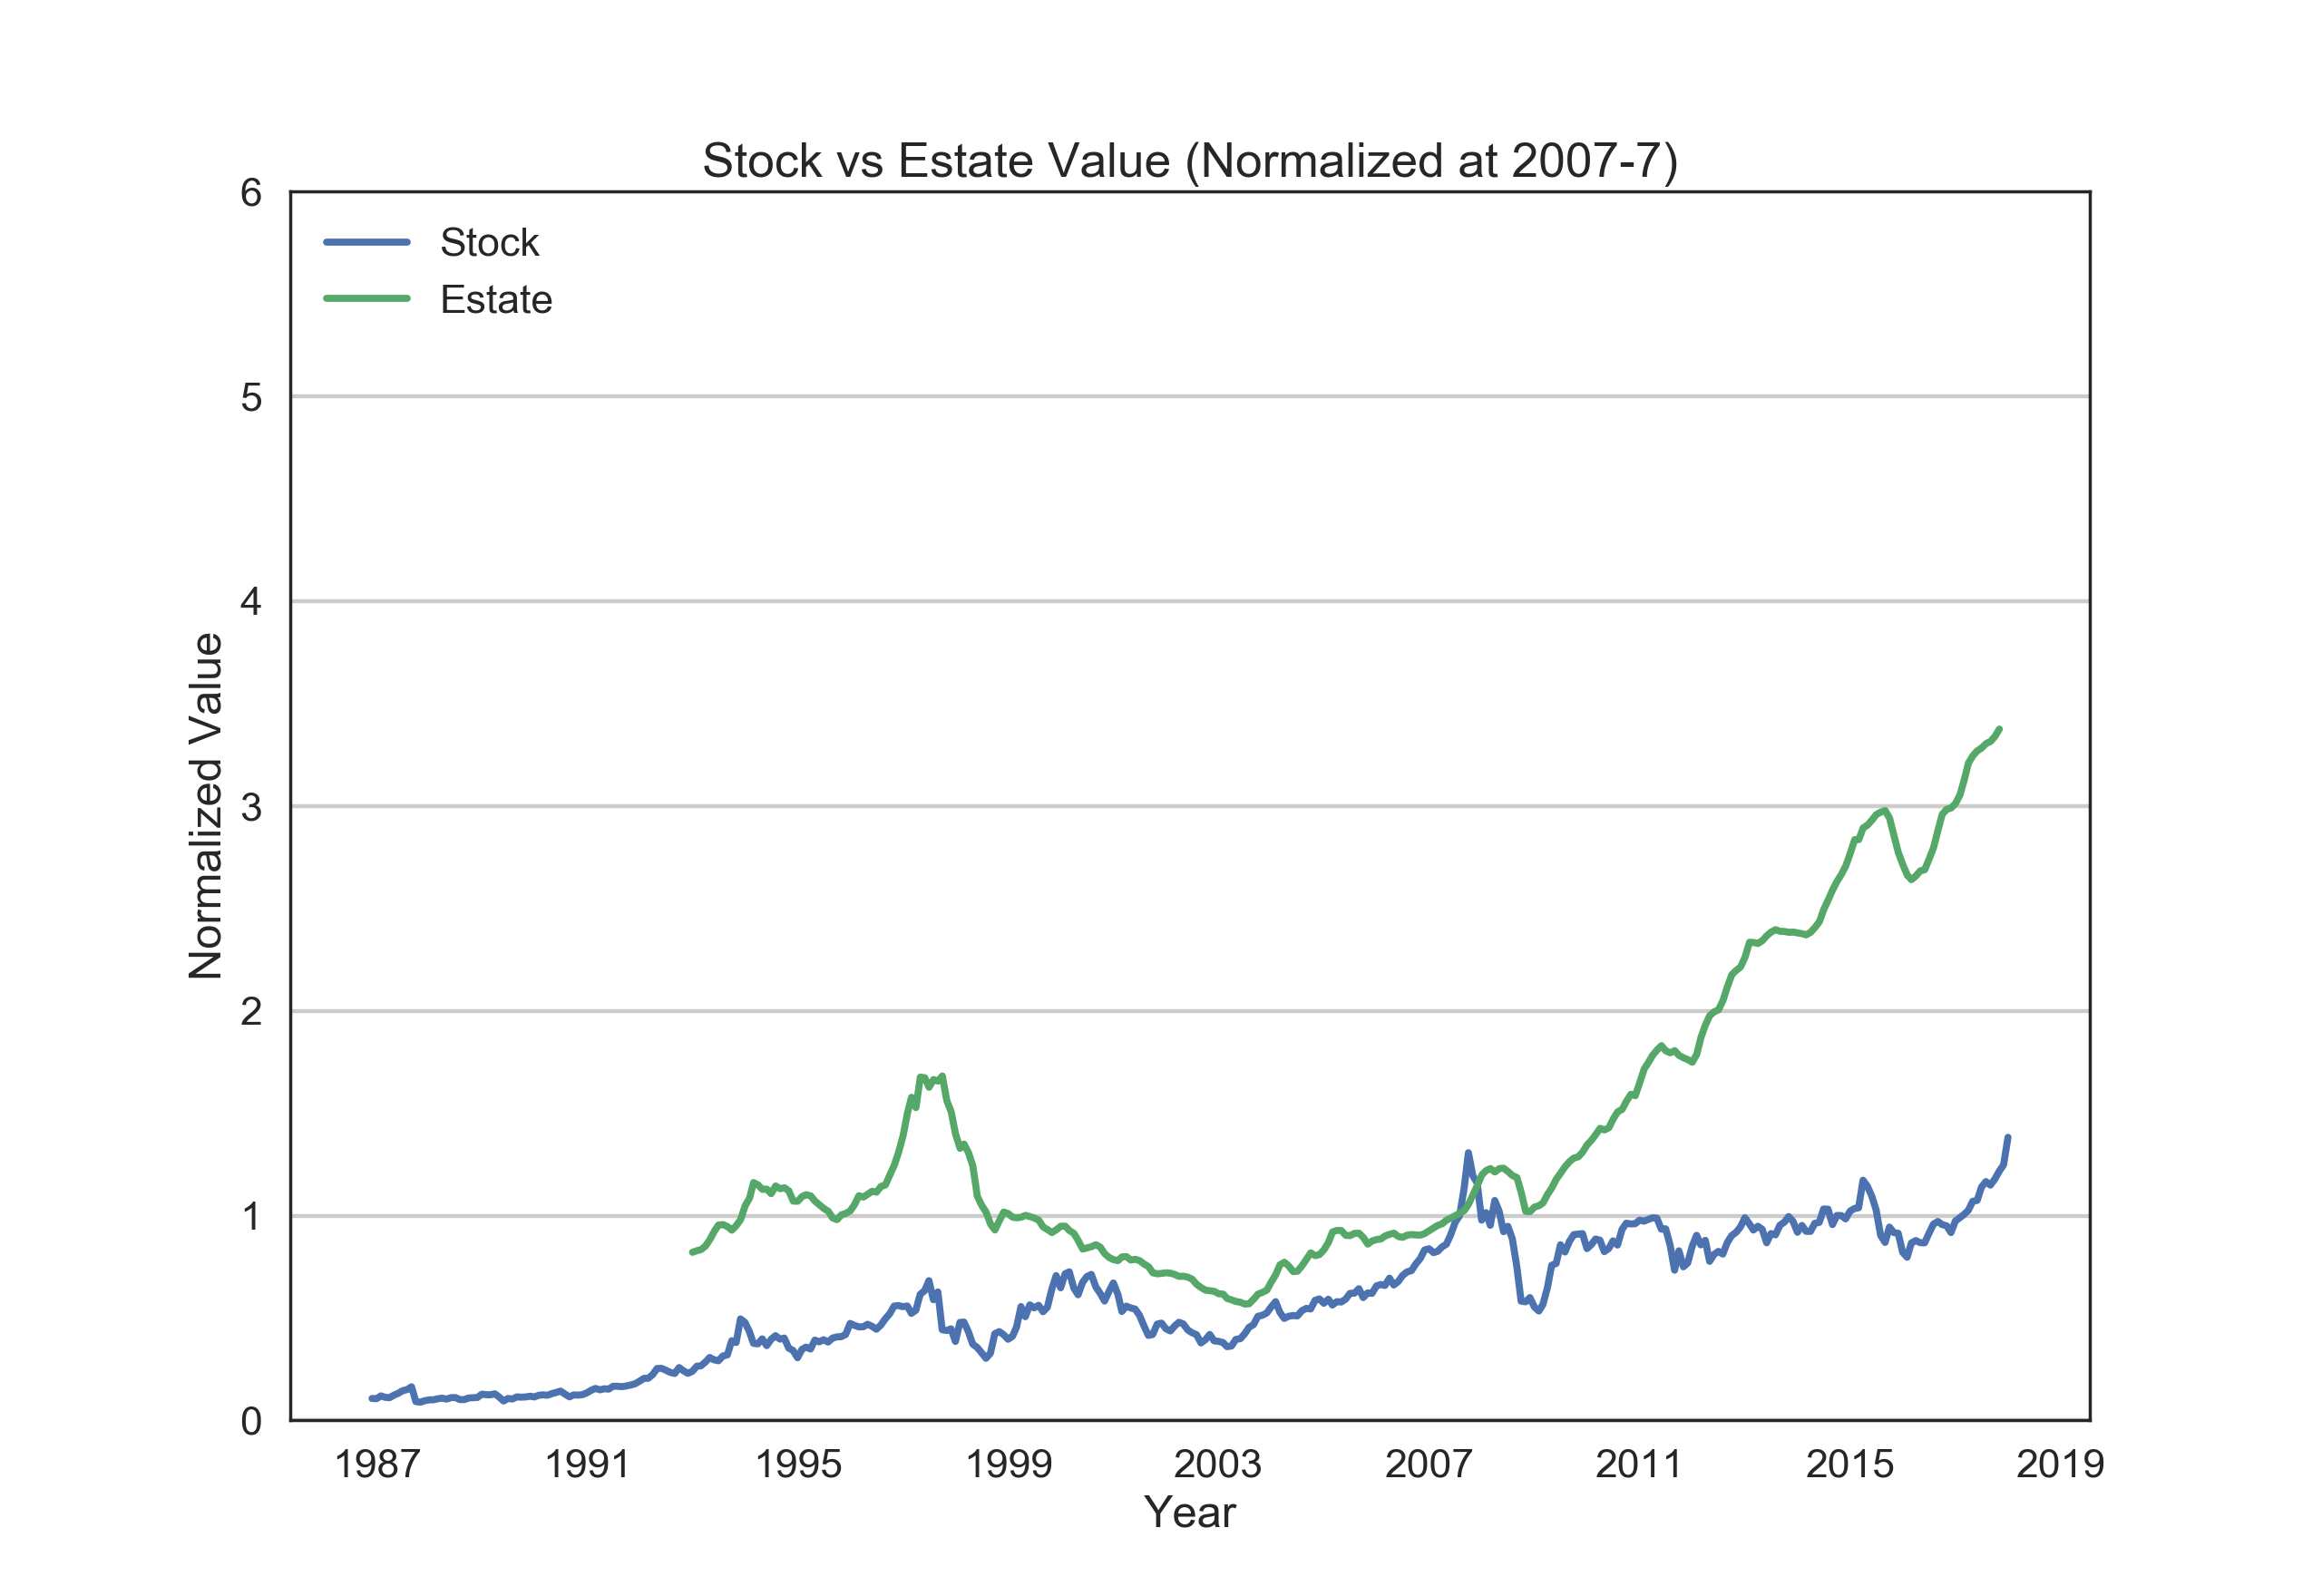 Stock vs Estate Value (Normalized at 2007-7)
6
Stock
Estate
5
4
3
2
1
0
Normalized Value
1987 1991 1995 1999 2003 2007 2011 2015 2019
Year